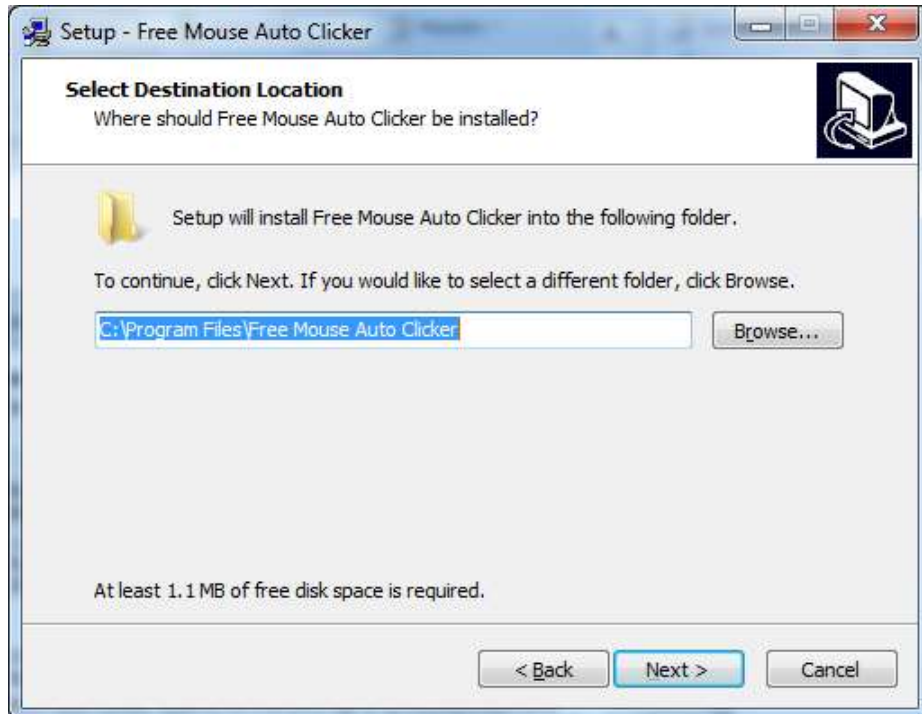 Setup - Free Mouse Auto Clicker
Select Destination Location
Where should Free Mouse Auto Clicker be installed?
Setup will install Free Mouse Auto Clicker into the following folder.
To continue, click Next. If you would like to select a different folder, click Browse.
C:\Program Files\Free Mouse Auto Clicker
Browse...
At least 1.1 MB of free disk space is required.
< Back
Next >
Cancel